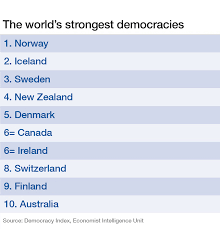 The world's strongest democracies
1. Norway
2. Iceland
3. Sweden
4. New Zealand
5. Denmark
6= Canada
6= Ireland
8. Switzerland
9. Finland
10. Australia
Source: Democracy Index, Economist Intelligence Unit